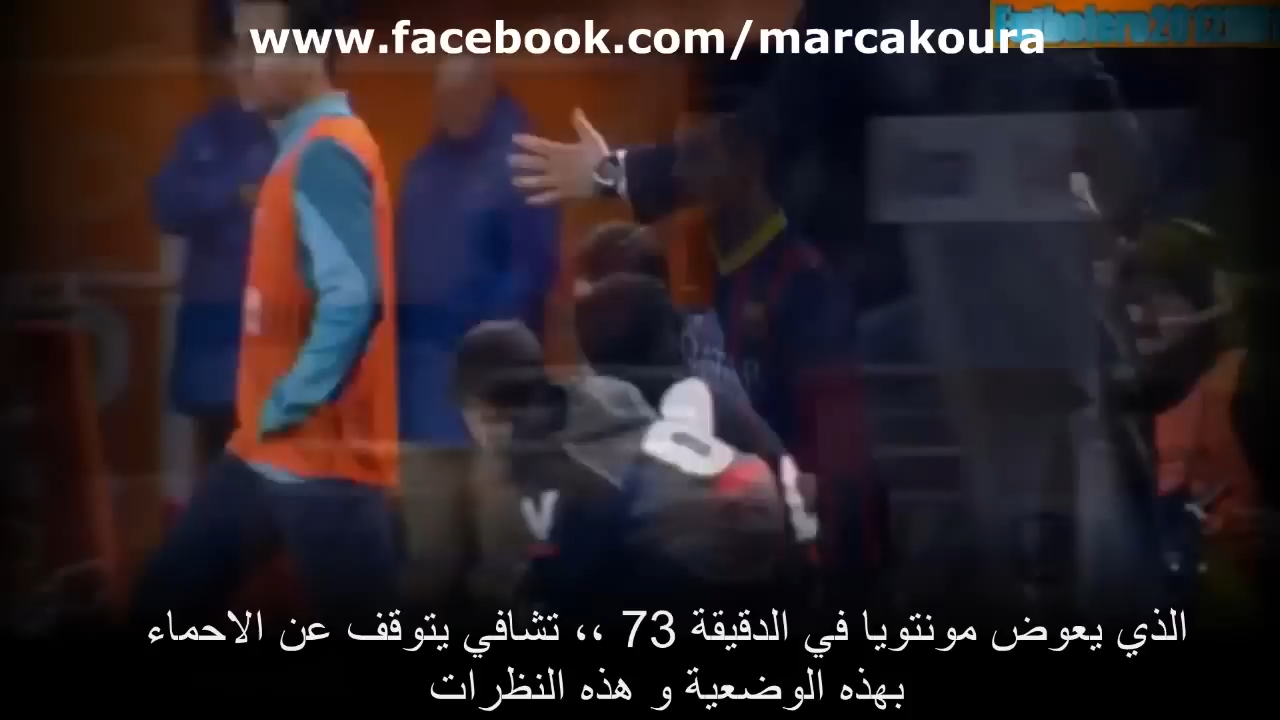 www.facebook.com/marcakoura
الذي يعوض مونتويا في الدقيقة 73 ،، تشافي يتوقف عن الاحماء
بهذه الوضعية و هذه النظرات